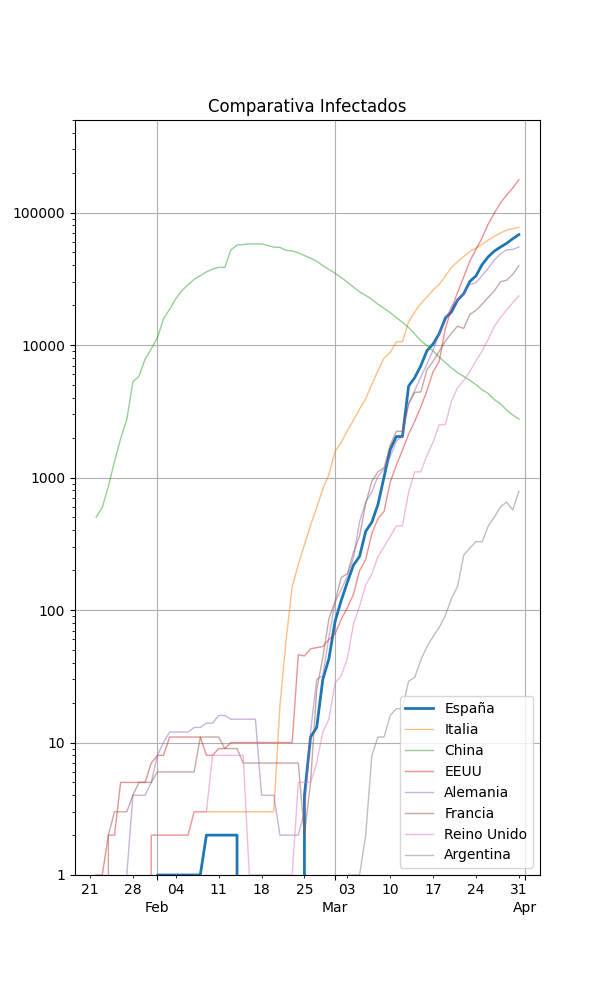 Comparativa Infectados
100000
10000
1000
100
10
1
21 28 04 11 18 25 03 10 17 24 31
Feb Mar Apr
España
Italia
China
EEUU
Alemania
Francia
Reino Unido
Argentina